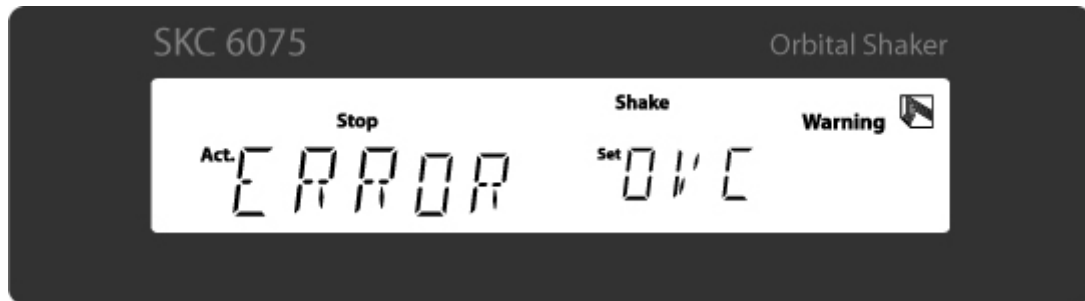 SKC 6075 Orbital Shaker
Stop Shake Warning
Act. ERROR Set OVC